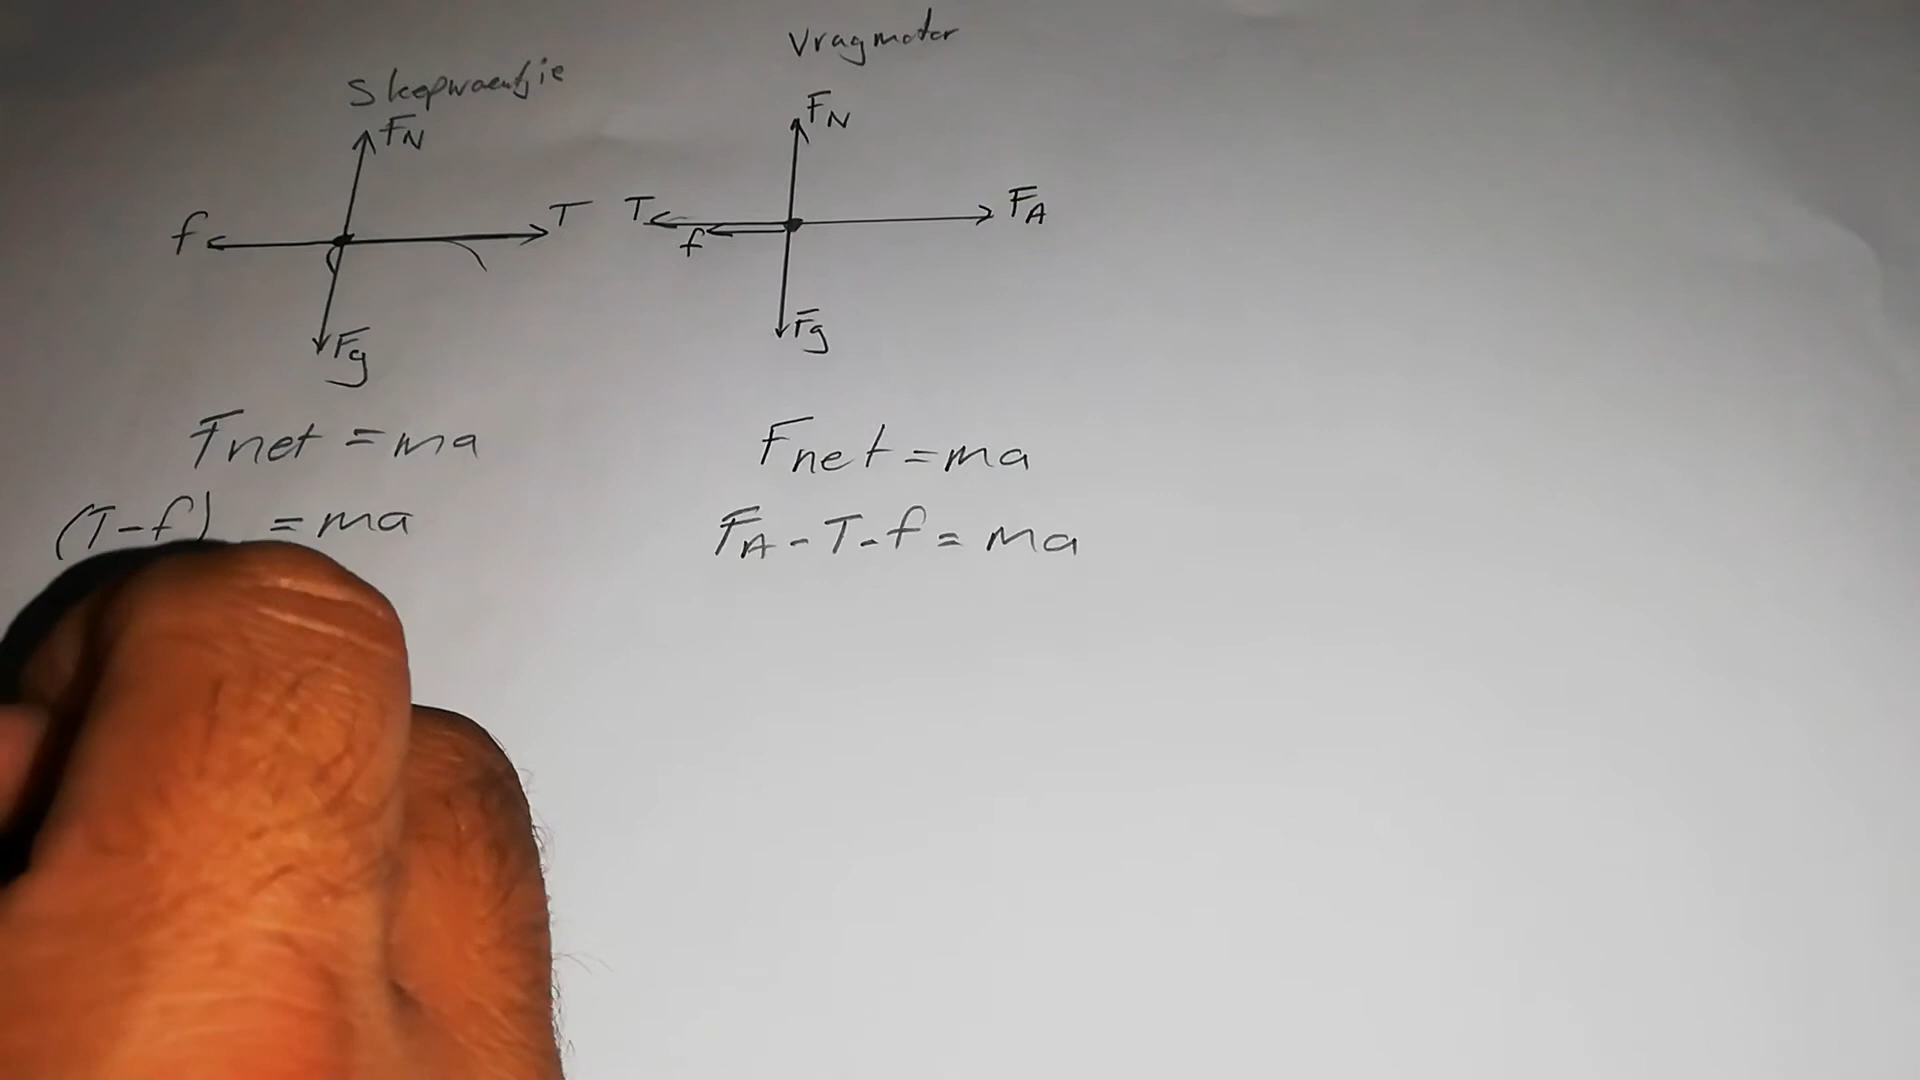 Skepwaentjie
FN
f T
Fg
Fnet = ma
(T-f) = ma
Vragmotor
FN
T f FA
Fg
Fnet = ma
FA - T - f = ma